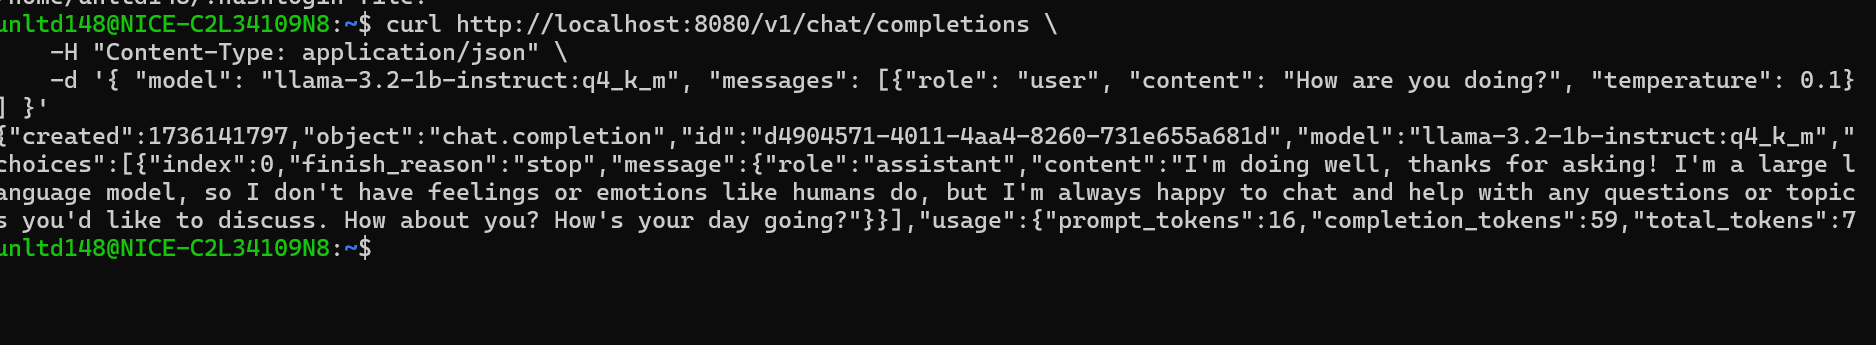 /home/unltd148/.hushlogin file.
unltd148@NICE-C2L34109N8:~$ curl http://localhost:8080/v1/chat/completions \
    -H "Content-Type: application/json" \
    -d '{ "model": "llama-3.2-1b-instruct:q4_k_m", "messages": [{"role": "user", "content": "How are you doing?", "temperature": 0.1}
] }'
{"created":1736141797,"object":"chat.completion","id":"d4904571-4011-4aa4-8260-731e655a681d","model":"llama-3.2-1b-instruct:q4_k_m","
choices":[{"index":0,"finish_reason":"stop","message":{"role":"assistant","content":"I'm doing well, thanks for asking! I'm a large l
anguage model, so I don't have feelings or emotions like humans do, but I'm always happy to chat and help with any questions or topic
s you'd like to discuss. How about you? How's your day going?"}}],"usage":{"prompt_tokens":16,"completion_tokens":59,"total_tokens":7
unltd148@NICE-C2L34109N8:~$